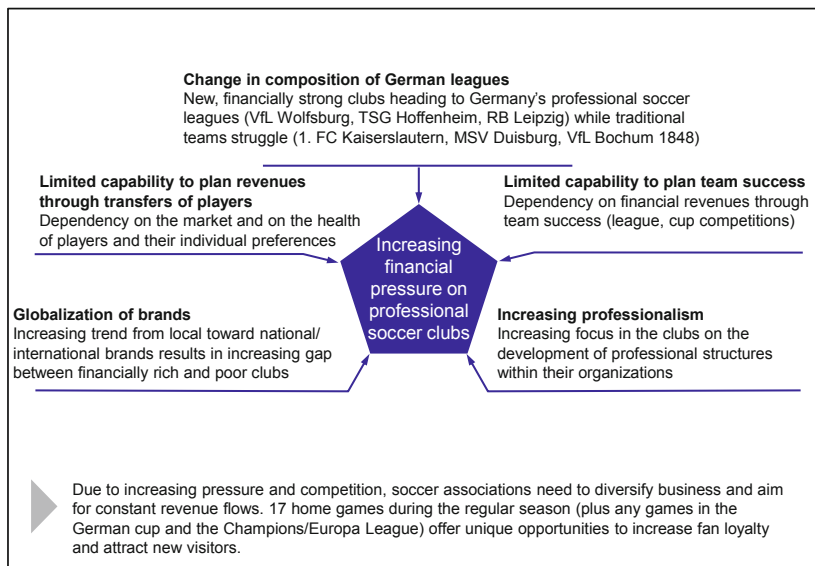 Change in composition of German leagues
New, financially strong clubs heading to Germany's professional soccer
leagues (VfL Wolfsburg, TSG Hoffenheim, RB Leipzig) while traditional
teams struggle (1. FC Kaiserslautern, MSV Duisburg, VfL Bochum 1848)
Limited capability to plan revenues
through transfers of players
Dependency on the market and on the health
of players and their individual preferences
Limited capability to plan team success
Dependency on financial revenues through
team success (league, cup competitions)
Increasing
financial
pressure on
professional
soccer clubs
Globalization of brands
Increasing trend from local toward national/
international brands results in increasing gap
between financially rich and poor clubs
Increasing professionalism
Increasing focus in the clubs on the
development of professional structures
within their organizations
Due to increasing pressure and competition, soccer associations need to diversify business and aim
for constant revenue flows. 17 home games during the regular season (plus any games in the
German cup and the Champions/Europa League) offer unique opportunities to increase fan loyalty
and attract new visitors.